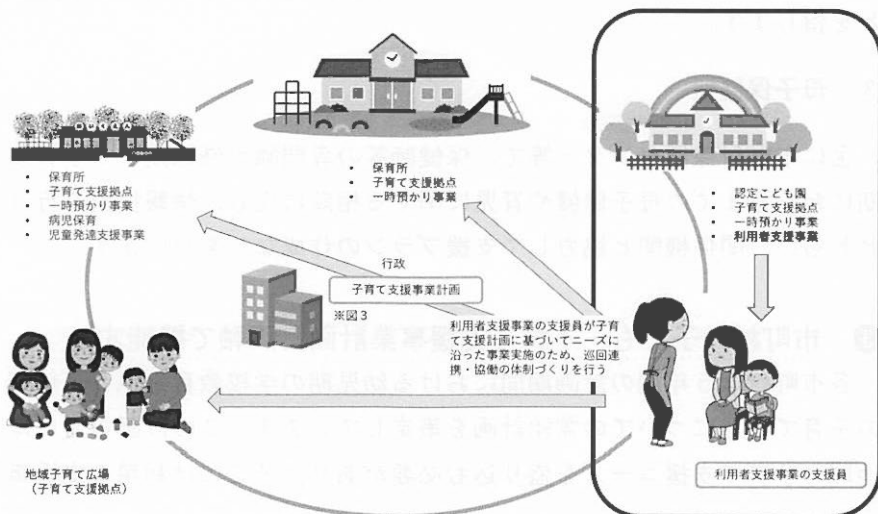 ・ 保育所
・ 子育て支援拠点
・ 一時預かり事業
・ 病児保育
・ 児童発達支援事業
・ 保育所
・ 子育て支援拠点
・ 一時預かり事業
・ 認定こども園
・ 子育て支援拠点
・ 一時預かり事業
・ 利用者支援事業
行政
子育て支援事業計画
※図3
利用者支援事業の支援員が子育
て支援計画に基づいてニーズに
沿った事業実施のため、巡回連
携・協働の体制づくりを行う
地域子育て広場
（子育て支援拠点）
利用者支援事業の支援員